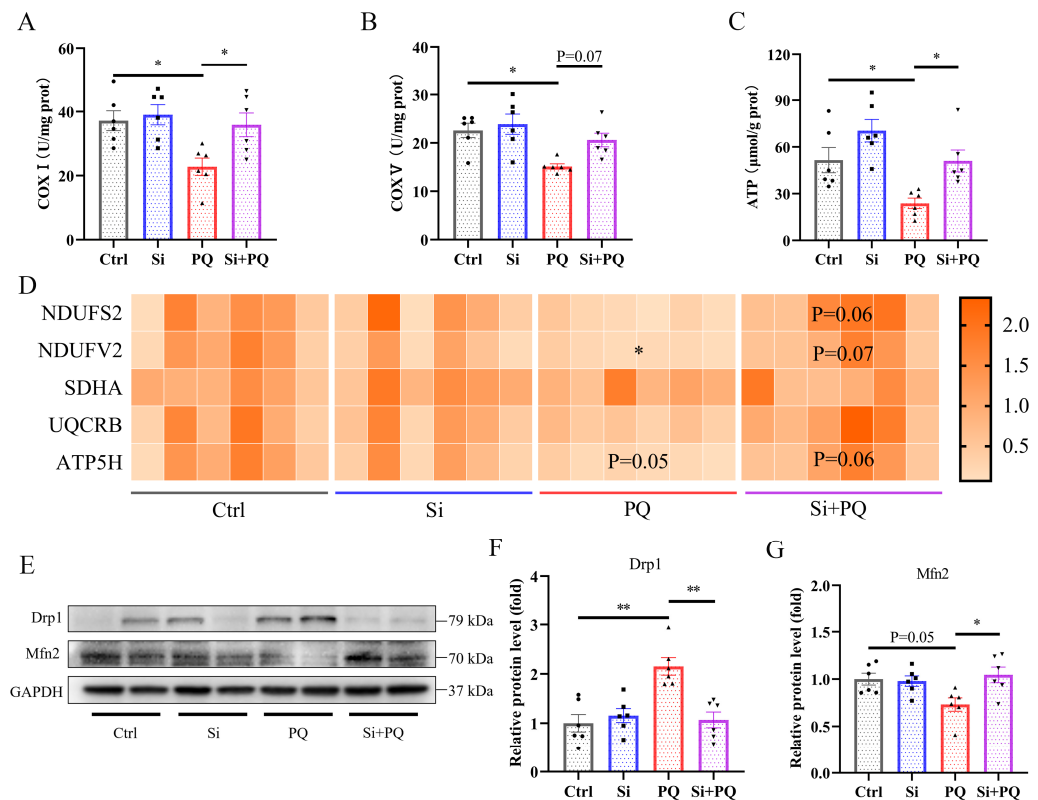 A
COX Ⅰ (U/mg prot)
60
40
20
0
*
*
Ctrl
Si
PQ
Si+PQ
B
COX Ⅴ (U/mg prot)
40
30
20
10
0
*
P=0.07
Ctrl
Si
PQ
Si+PQ
C
ATP (μmol/g prot)
120
90
60
30
0
*
*
Ctrl
Si
PQ
Si+PQ
D
NDUFS2
P=0.06
NDUFV2
*
P=0.07
SDHA
UQCRB
ATP5H
P=0.05
P=0.06
2.0
1.5
1.0
0.5
Ctrl
Si
PQ
Si+PQ
E
Drp1
79 kDa
Mfn2
70 kDa
GAPDH
37 kDa
Ctrl
Si
PQ
Si+PQ
F
Drp1
Relative protein level (fold)
4
3
2
1
0
**
**
Ctrl
Si
PQ
Si+PQ
G
Mfn2
Relative protein level (fold)
2.0
1.5
1.0
0.5
0.0
P=0.05
*
Ctrl
Si
PQ
Si+PQ